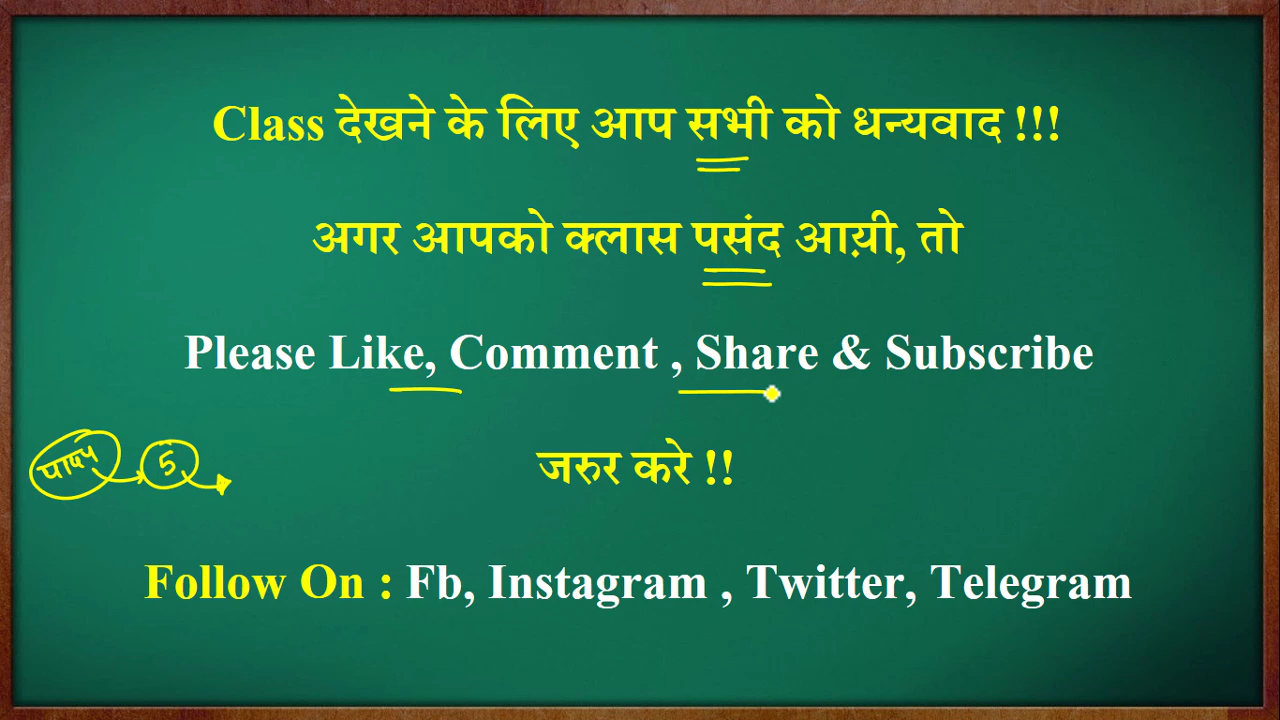 Class देखने के लिए आप सभी को धन्यवाद !!!
अगर आपको क्लास पसंद आय़ी, तो
Please Like, Comment , Share & Subscribe
जरुर करे !!
5
Follow On : Fb, Instagram , Twitter, Telegram